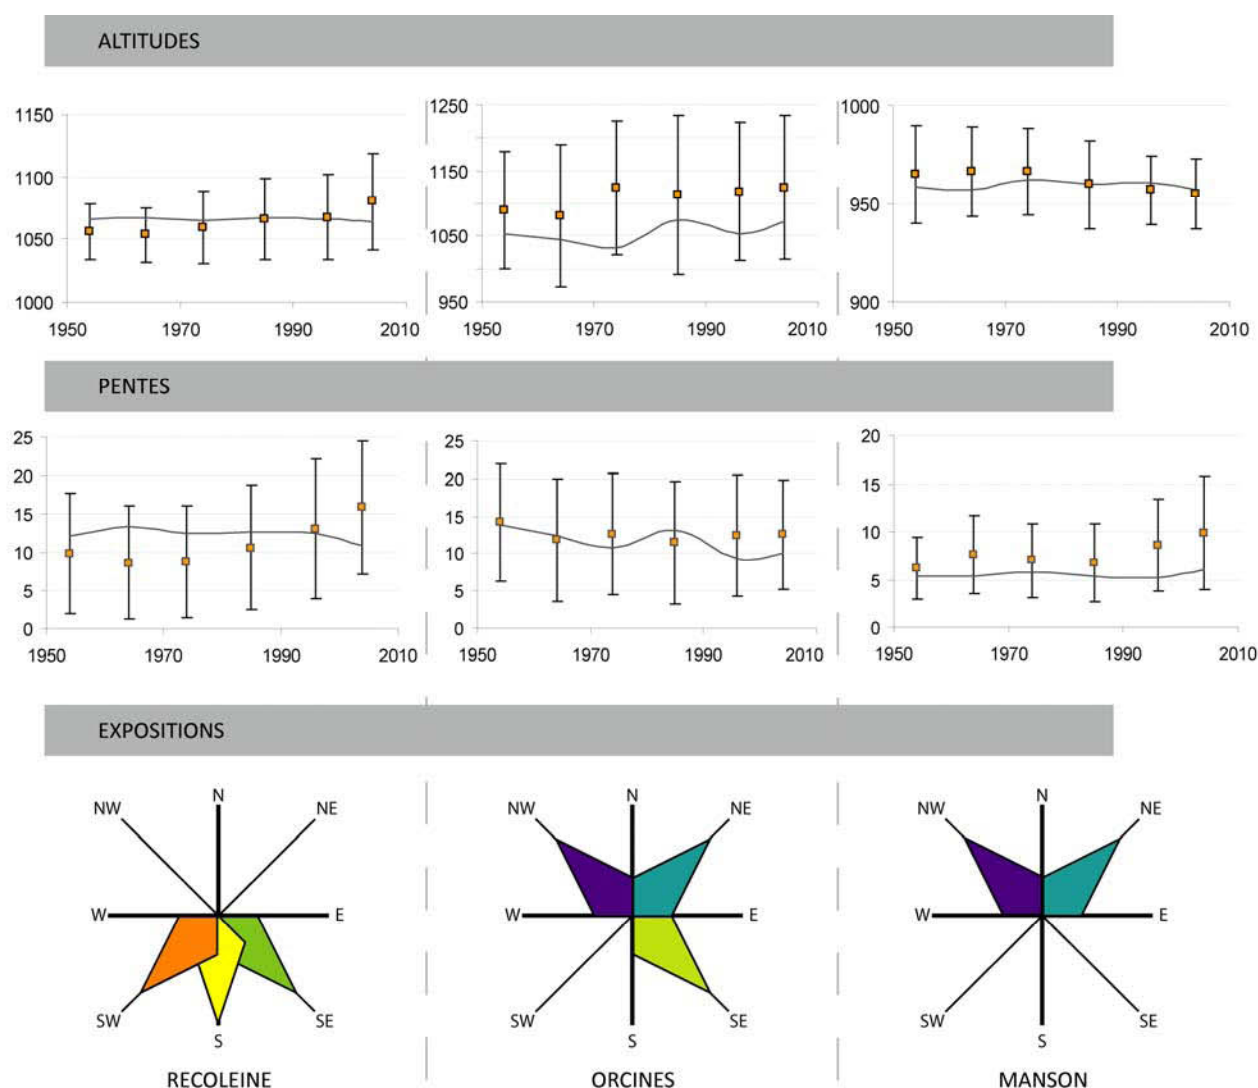 ALTITUDES
1150
1100
1050
1000
1950 1970 1990 2010
1250
1150
1050
950
1950 1970 1990 2010
1000
950
900
1950 1970 1990 2010
PENTES
25
20
15
10
5
0
1950 1970 1990 2010
25
20
15
10
5
0
1950 1970 1990 2010
20
15
10
5
0
1950 1970 1990 2010
EXPOSITIONS
N
NW NE
W E
SW SE
S
RECOLEINE
N
NW NE
W E
SW SE
S
ORCINES
N
NW NE
W E
SW SE
S
MANSON